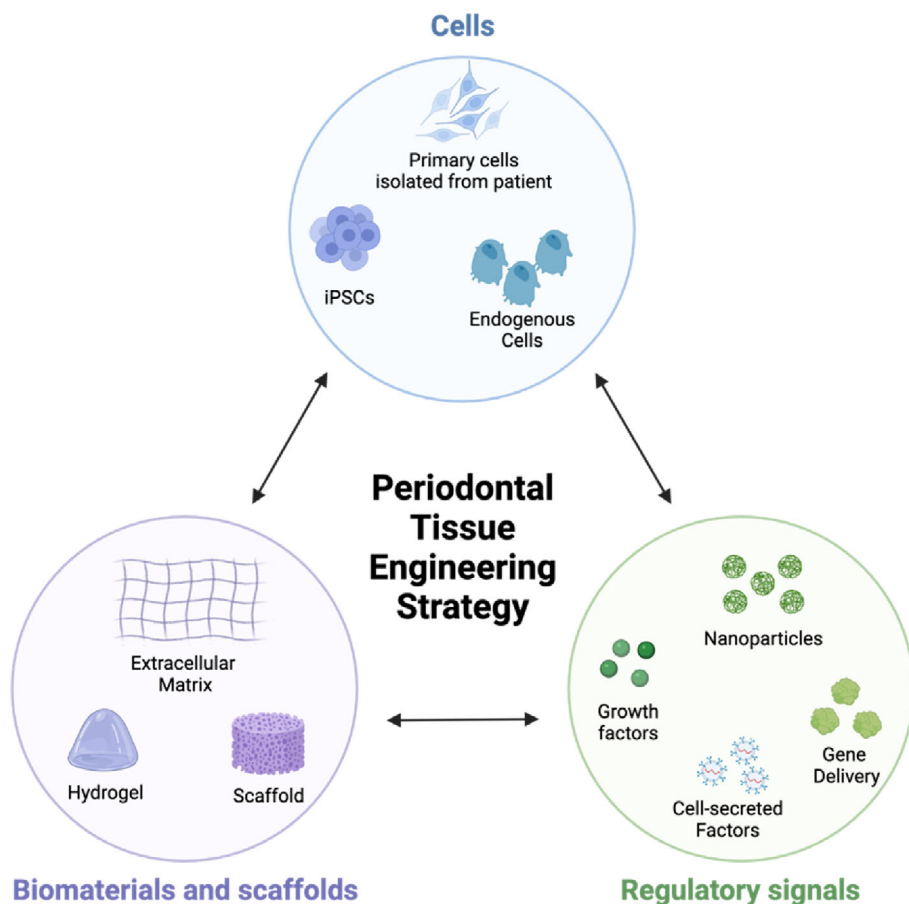 Cells
Primary cells
isolated from patient
iPSCs
Endogenous
Cells
Periodontal
Tissue
Engineering
Strategy
Extracellular
Matrix
Hydrogel
Scaffold
Nanoparticles
Growth
factors
Gene
Delivery
Cell-secreted
Factors
Biomaterials and scaffolds
Regulatory signals